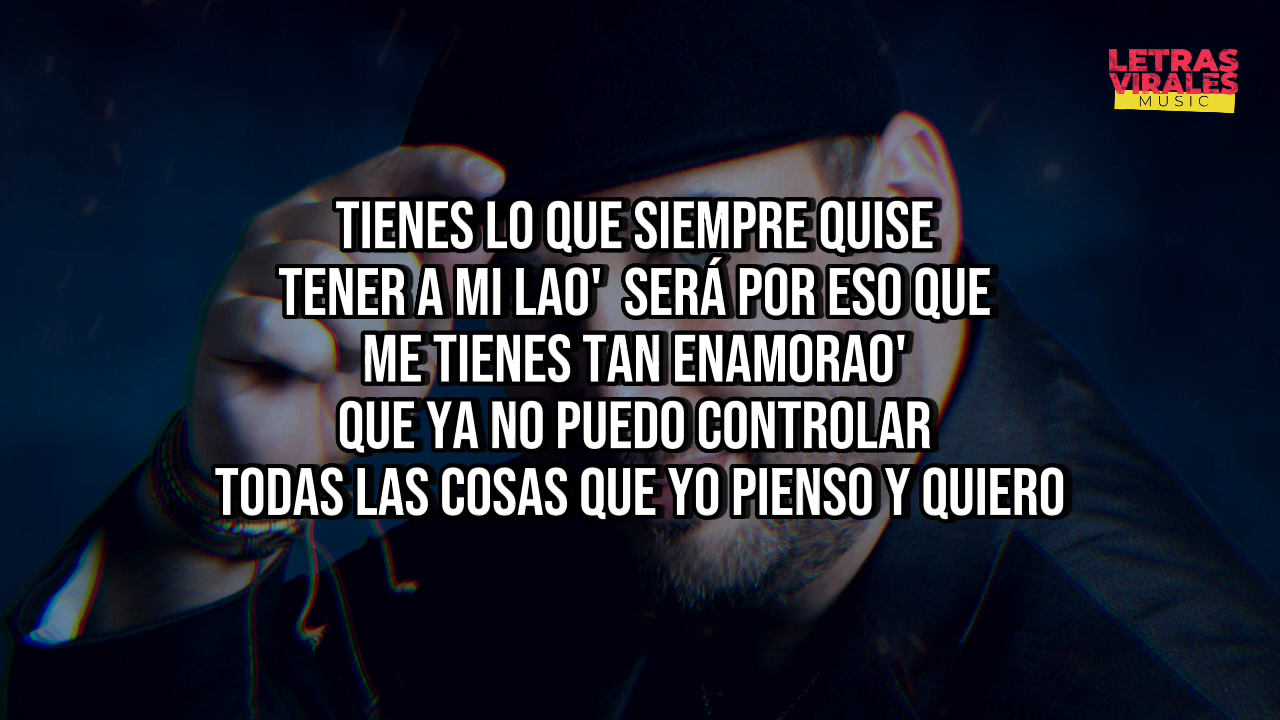 LETRAS
VIRALES
MUSIC
TIENES LO QUE SIEMPRE QUISE
TENER A MI LAO'  SERÁ POR ESO QUE
ME TIENES TAN ENAMORAO'
QUE YA NO PUEDO CONTROLAR
TODAS LAS COSAS QUE YO PIENSO Y QUIERO